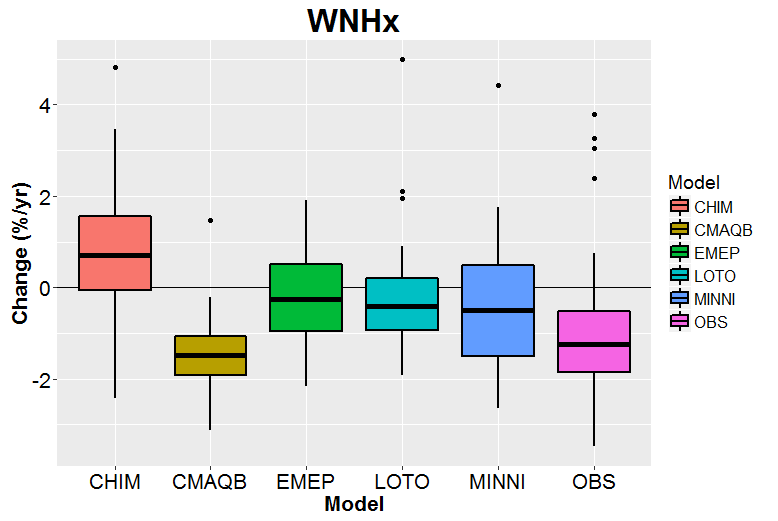 WNHx
Change (%/yr)
4
2
0
-2
CHIM CMAQB EMEP LOTO MINNI OBS
Model
Model
CHIM
CMAQB
EMEP
LOTO
MINNI
OBS